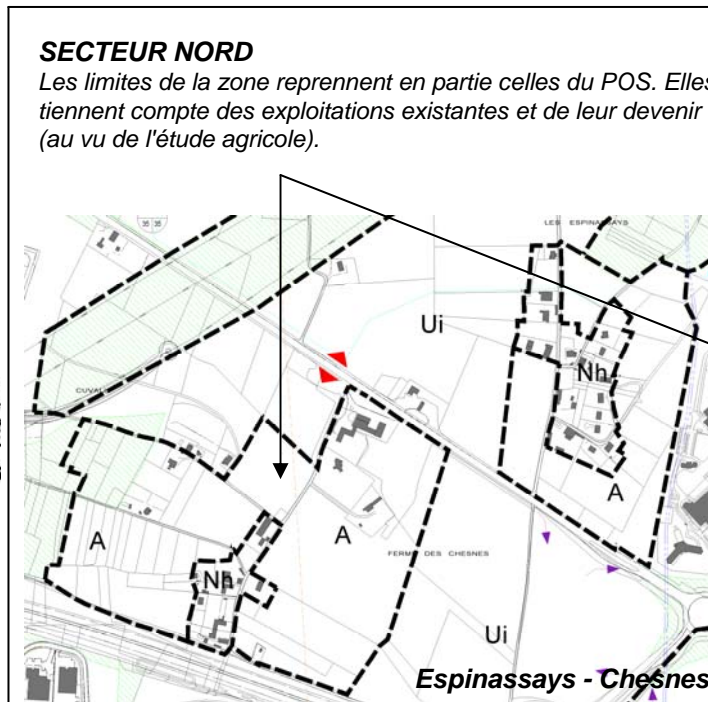 SECTEUR NORD
Les limites de la zone reprennent en partie celles du POS. Elles
tiennent compte des exploitations existantes et de leur devenir
(au vu de l'étude agricole).
LES ESPINASSAYS
Ui
Nh
CUVAL
A
A
A
FERME DES CHESNES
Nh
Ui
Espinassays - Chesnes